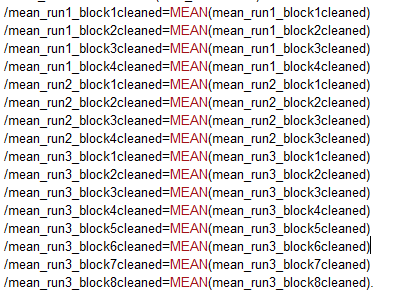 /mean_run1_block1cleaned=MEAN(mean_run1_block1cleaned)
/mean_run1_block2cleaned=MEAN(mean_run1_block2cleaned)
/mean_run1_block3cleaned=MEAN(mean_run1_block3cleaned)
/mean_run1_block4cleaned=MEAN(mean_run1_block4cleaned)
/mean_run2_block1cleaned=MEAN(mean_run2_block1cleaned)
/mean_run2_block2cleaned=MEAN(mean_run2_block2cleaned)
/mean_run2_block3cleaned=MEAN(mean_run2_block3cleaned)
/mean_run2_block4cleaned=MEAN(mean_run2_block3cleaned)
/mean_run3_block1cleaned=MEAN(mean_run3_block1cleaned)
/mean_run3_block2cleaned=MEAN(mean_run3_block2cleaned)
/mean_run3_block3cleaned=MEAN(mean_run3_block3cleaned)
/mean_run3_block4cleaned=MEAN(mean_run3_block4cleaned)
/mean_run3_block5cleaned=MEAN(mean_run3_block5cleaned)
/mean_run3_block6cleaned=MEAN(mean_run3_block6cleaned)
/mean_run3_block7cleaned=MEAN(mean_run3_block7cleaned)
/mean_run3_block8cleaned=MEAN(mean_run3_block8cleaned).